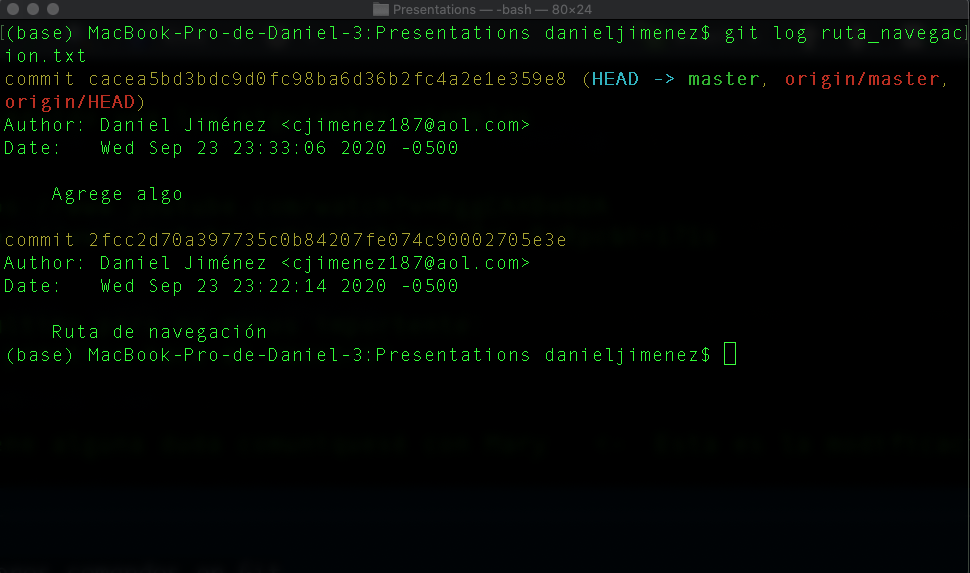 Presentations — -bash — 80×24
[(base) MacBook-Pro-de-Daniel-3:Presentations danieljimenez$ git log ruta_navegac]
ion.txt
commit cacea5bd3bdc9d0fc98ba6d36b2fc4a2e1e359e8 (HEAD -> master, origin/master,
origin/HEAD)
Author: Daniel Jiménez <cjimenez187@aol.com>
Date:   Wed Sep 23 23:33:06 2020 -0500
    Agrege algo
commit 2fcc2d70a397735c0b84207fe074c90002705e3e
Author: Daniel Jiménez <cjimenez187@aol.com>
Date:   Wed Sep 23 23:22:14 2020 -0500
    Ruta de navegación
(base) MacBook-Pro-de-Daniel-3:Presentations danieljimenez$